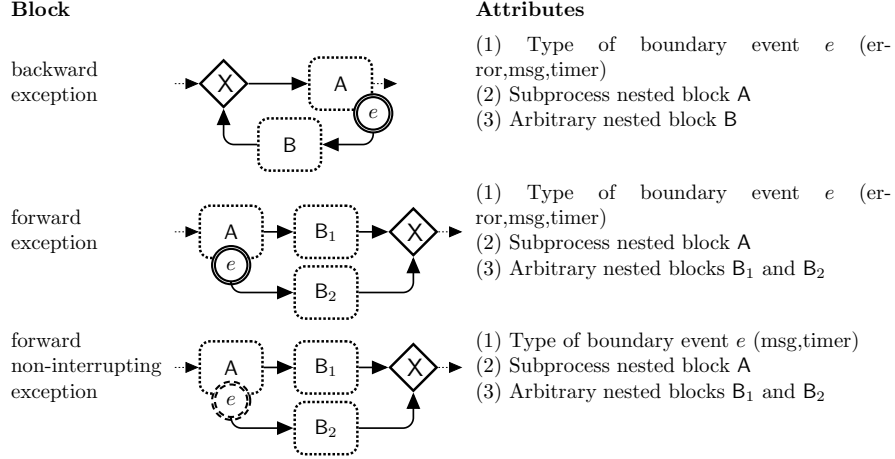 Block
Attributes
backward
exception
X
A
e
B
(1) Type of boundary event e (er-
ror,msg,timer)
(2) Subprocess nested block A
(3) Arbitrary nested block B
forward
exception
A
B1
X
e
B2
(1) Type of boundary event e (er-
ror,msg,timer)
(2) Subprocess nested block A
(3) Arbitrary nested blocks B1 and B2
forward
non-interrupting
exception
A
B1
X
e
B2
(1) Type of boundary event e (msg,timer)
(2) Subprocess nested block A
(3) Arbitrary nested blocks B1 and B2